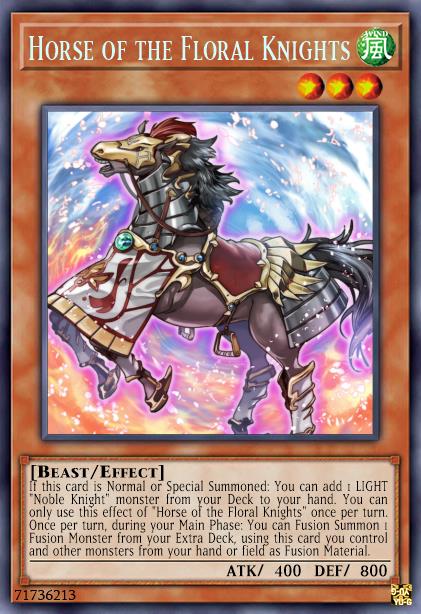 HORSE OF THE FLORAL KNIGHTS
WIND
風
[BEAST/EFFECT]
If this card is Normal or Special Summoned: You can add 1 LIGHT
"Noble Knight" monster from your Deck to your hand. You can
only use this effect of "Horse of the Floral Knights" once per turn.
Once per turn, during your Main Phase: You can Fusion Summon 1
Fusion Monster from your Extra Deck, using this card you control
and other monsters from your hand or field as Fusion Material.
ATK/ 400 DEF/ 800
71736213